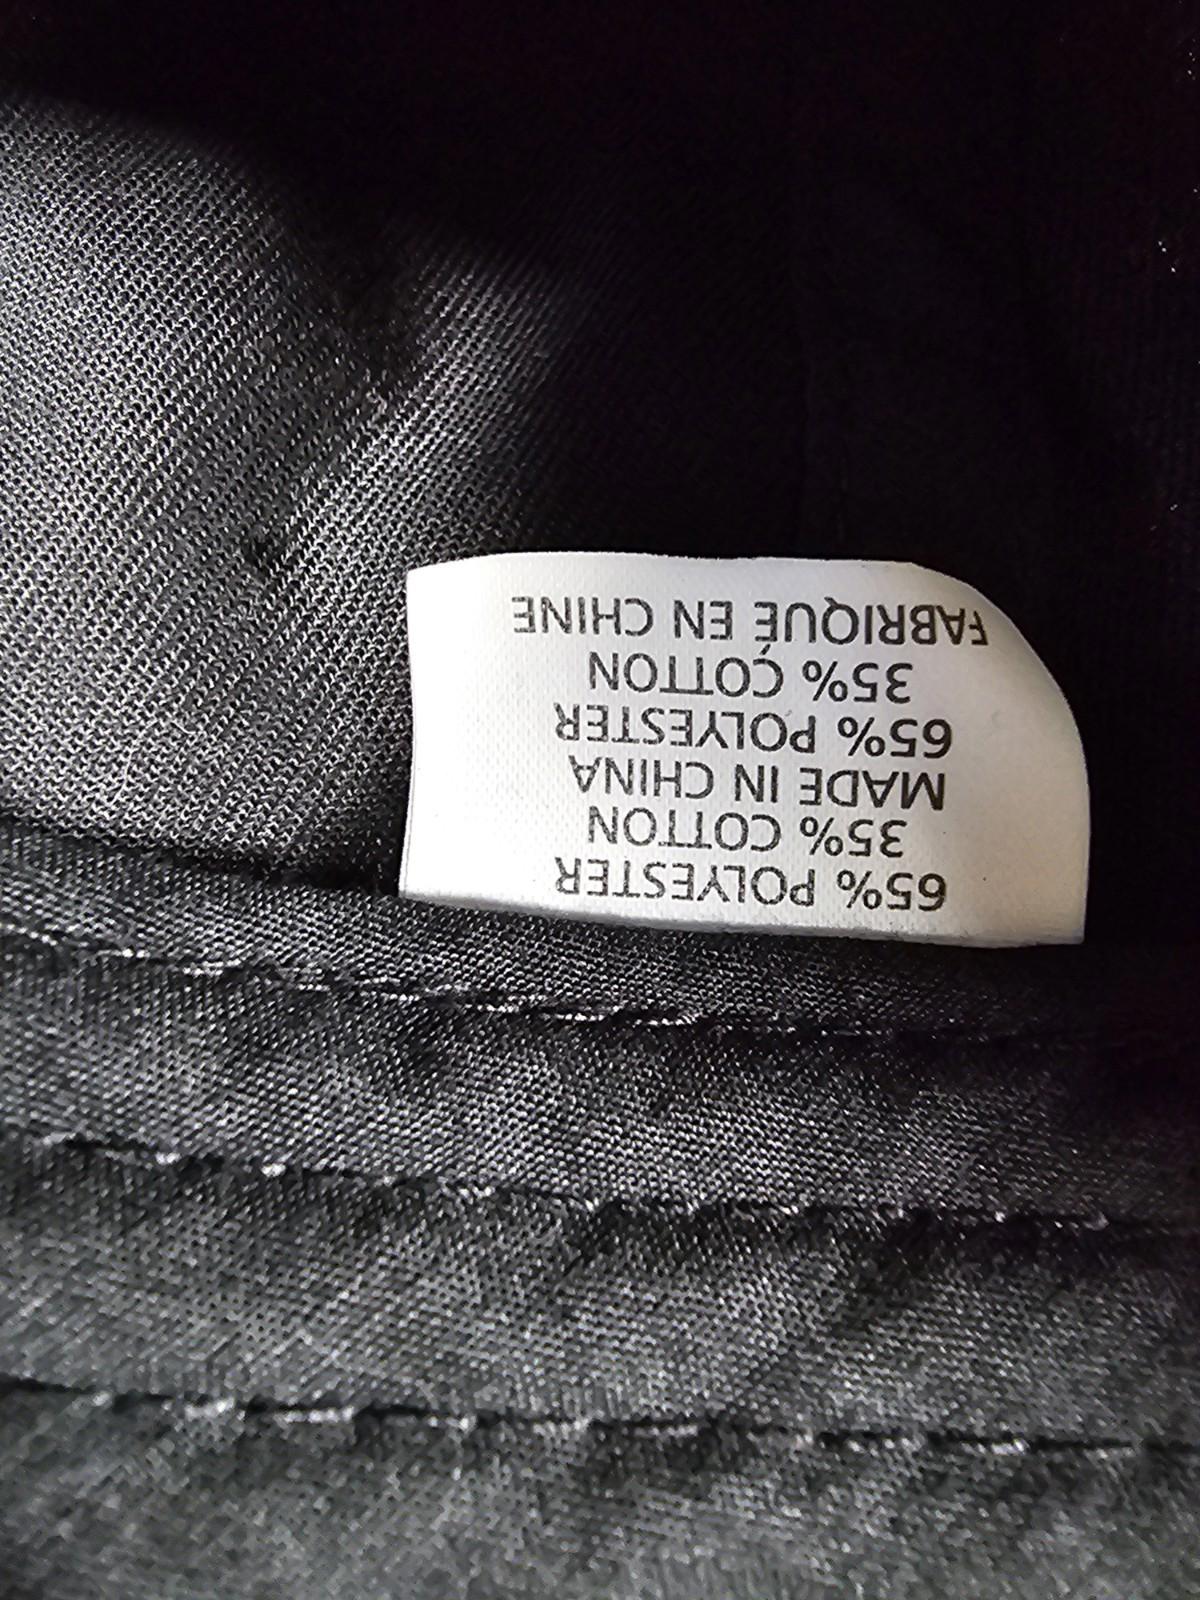 65% POLYESTER
35% COTTON
MADE IN CHINA
65% POLYESTER
35% COTTON
FABRIQUÉ EN CHINE